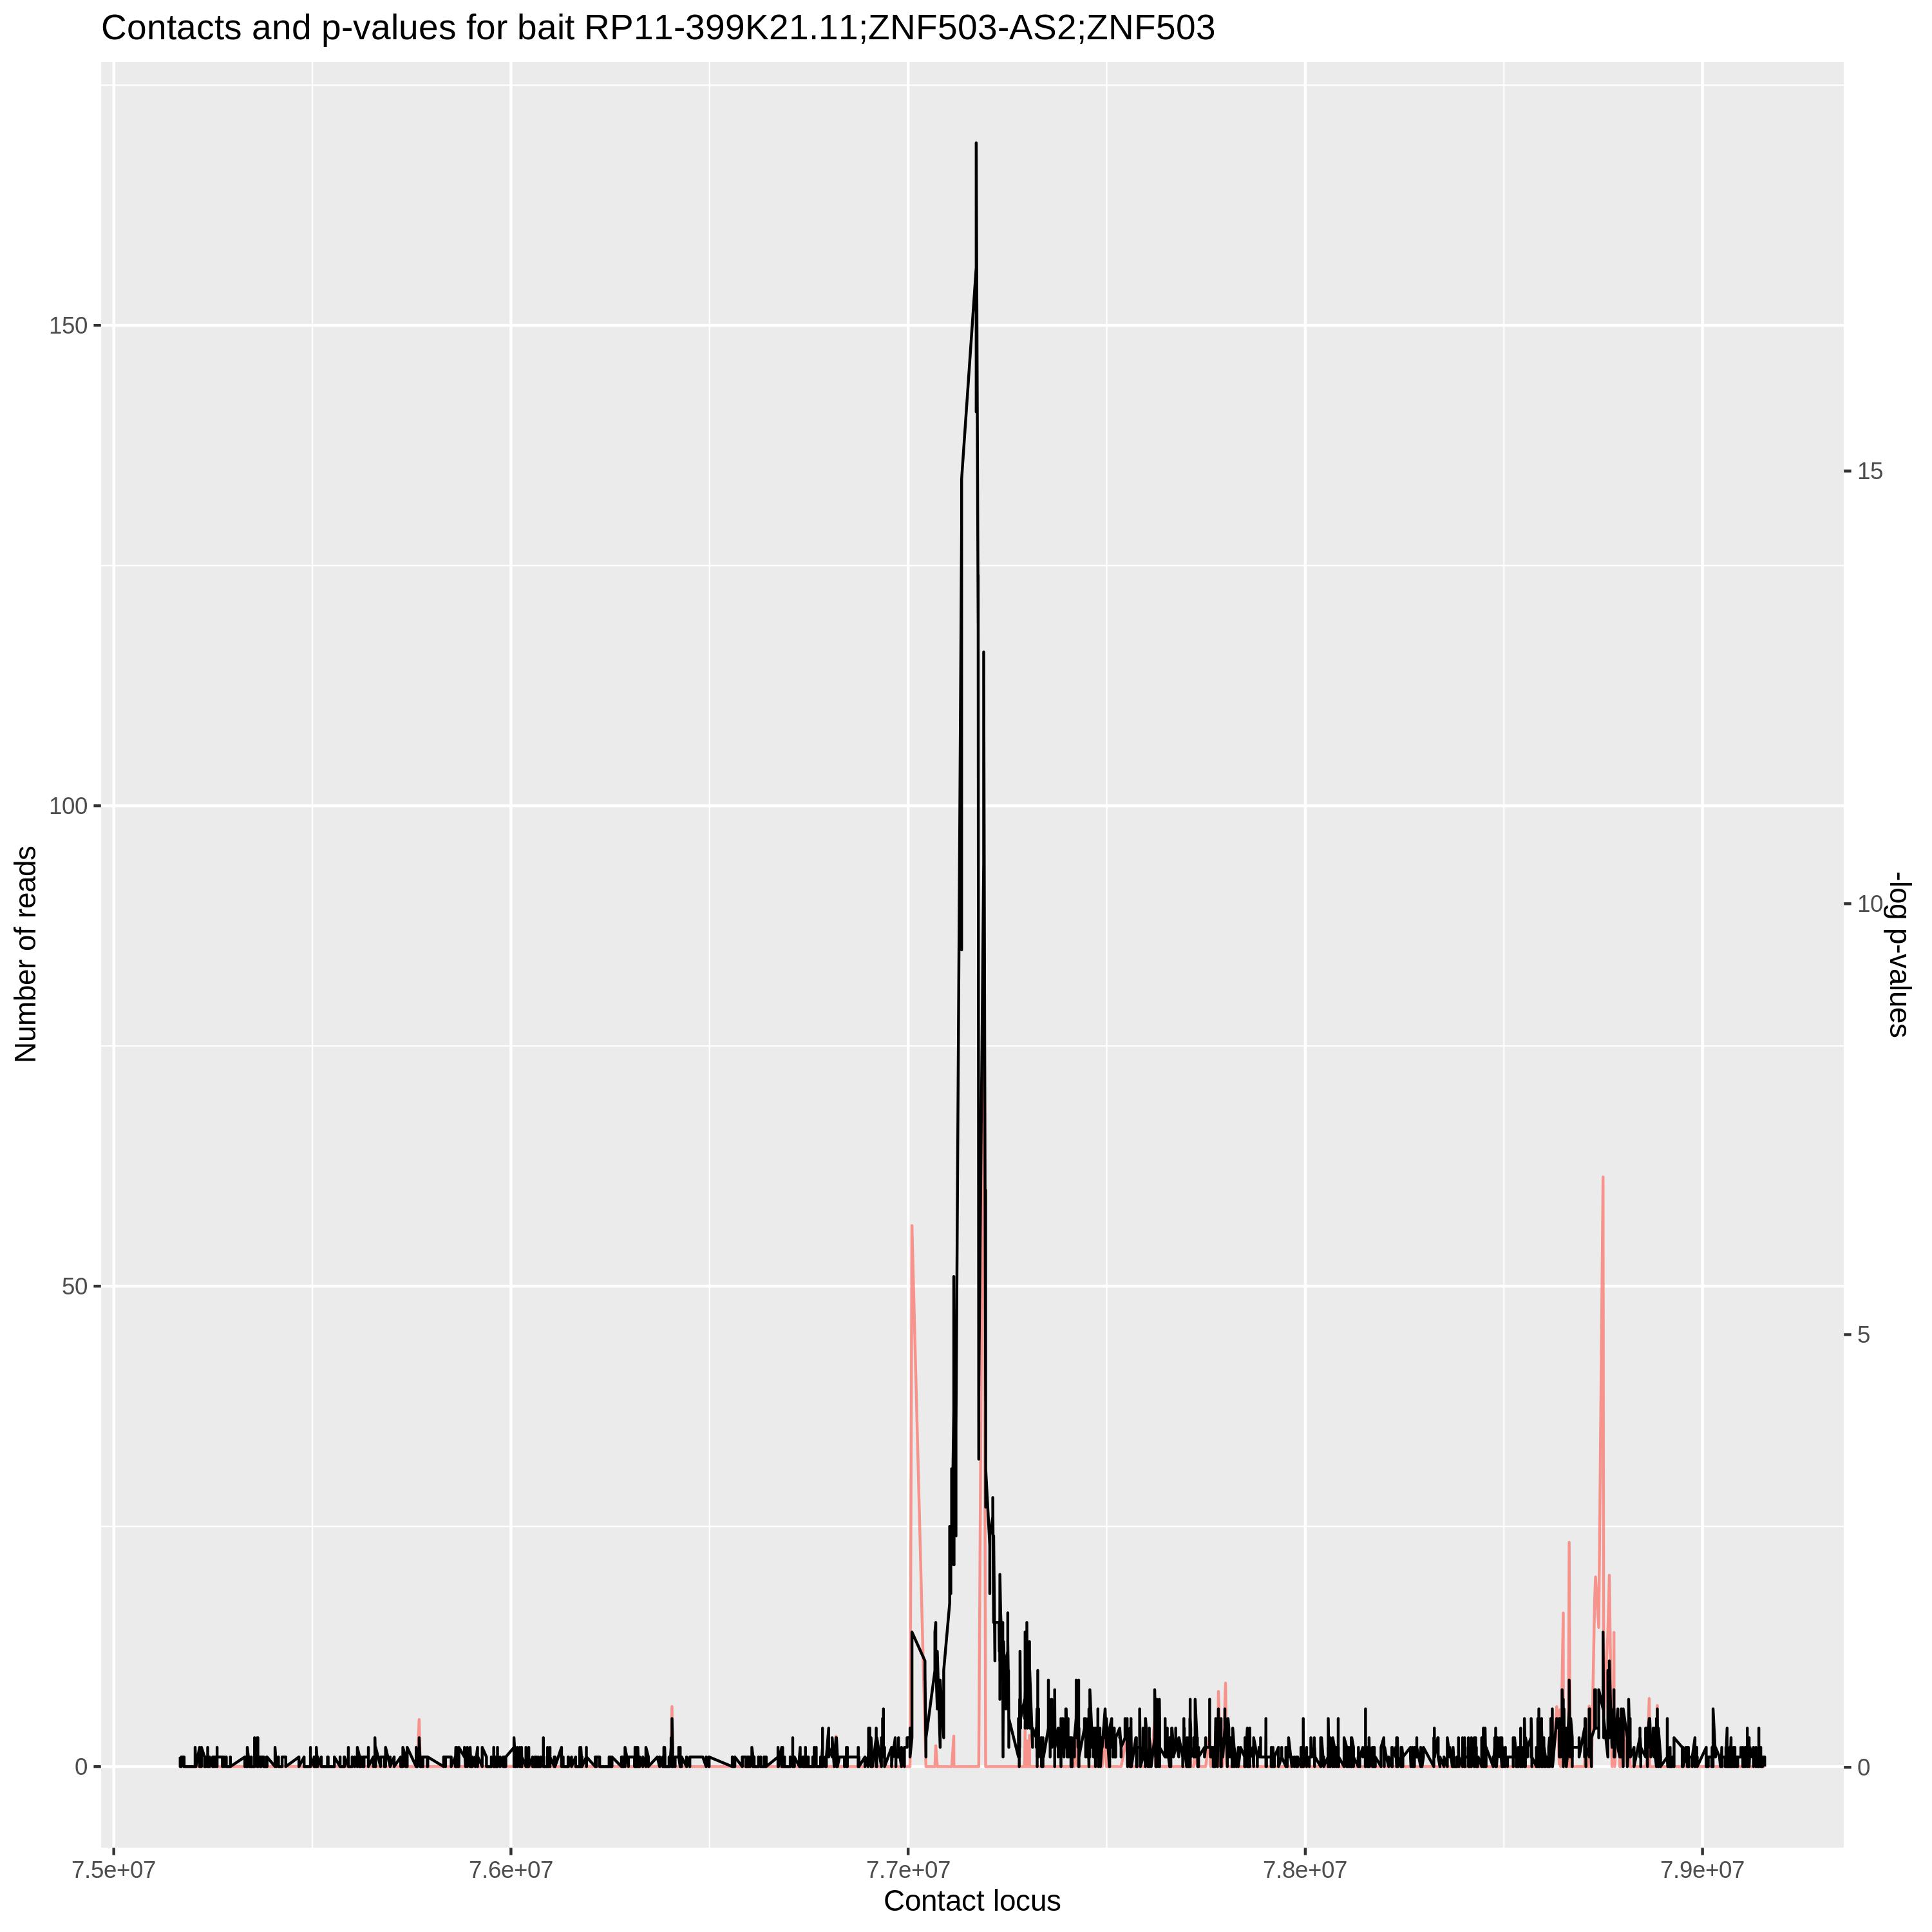 Contacts and p-values for bait RP11-399K21.11;ZNF503-AS2;ZNF503
150
100
50
0
Number of reads
15
10
5
0
-log p-values
7.5e+07 7.6e+07 7.7e+07 7.8e+07 7.9e+07
Contact locus